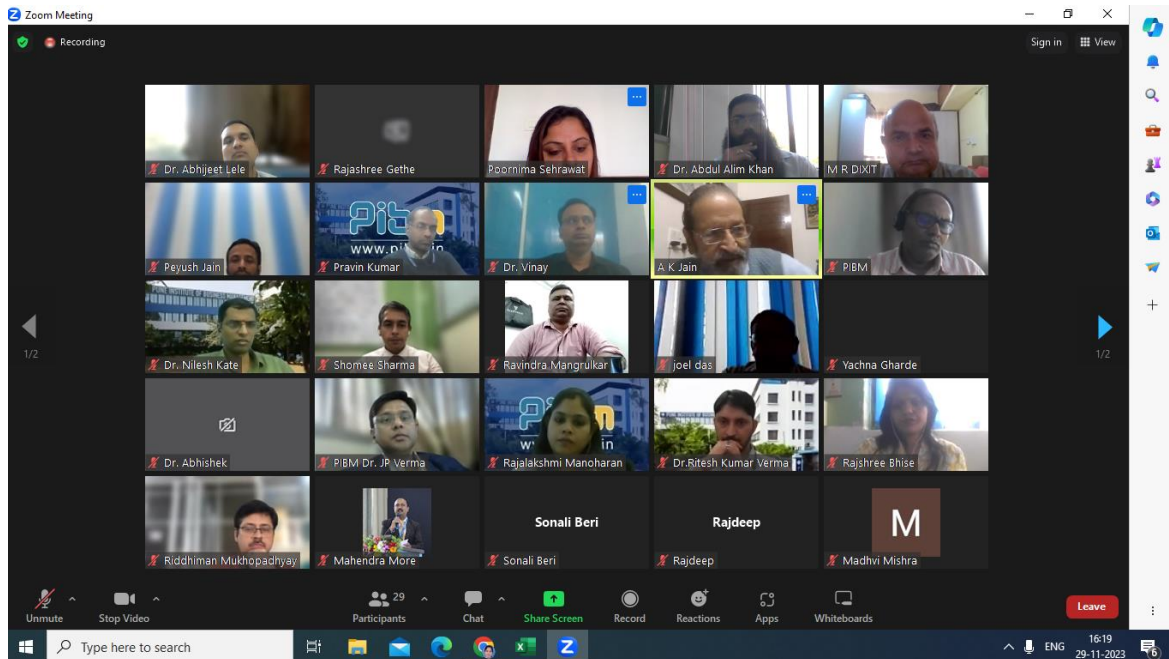 Zoom Meeting
Recording
Sign in
View
Dr. Abhijeet Lele
Rajashree Gethe
Poornima Sehrawat
Dr. Abdul Alim Khan
M R DIXIT
Peyush Jain
Pravin Kumar
Dr. Vinay
A K Jain
PIBM
Dr. Nilesh Kate
Shomee Sharma
Ravindra Mangrulkar
joel das
Yachna Gharde
1/2
1/2
Dr. Abhishek
PIBM Dr. JP Verma
Rajalakshmi Manoharan
Dr.Ritesh Kumar Verma
Rajshree Bhise
Sonali Beri
Rajdeep
M
Riddhiman Mukhopadhyay
Mahendra More
Sonali Beri
Rajdeep
Madhvi Mishra
Unmute
Stop Video
29
Participants
Chat
Share Screen
Record
Reactions
Apps
Whiteboards
Leave
Type here to search
ENG
16:19
29-11-2023
6